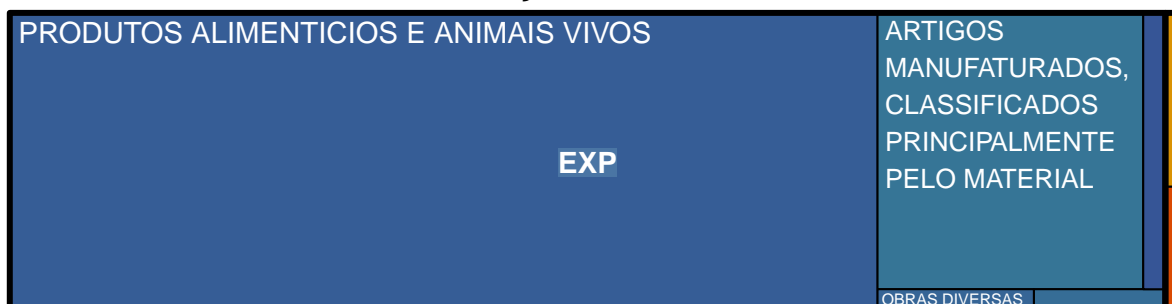 PRODUTOS ALIMENTICIOS E ANIMAIS VIVOS
EXP
ARTIGOS
MANUFATURADOS,
CLASSIFICADOS
PRINCIPALMENTE
PELO MATERIAL
OBRAS DIVERSAS